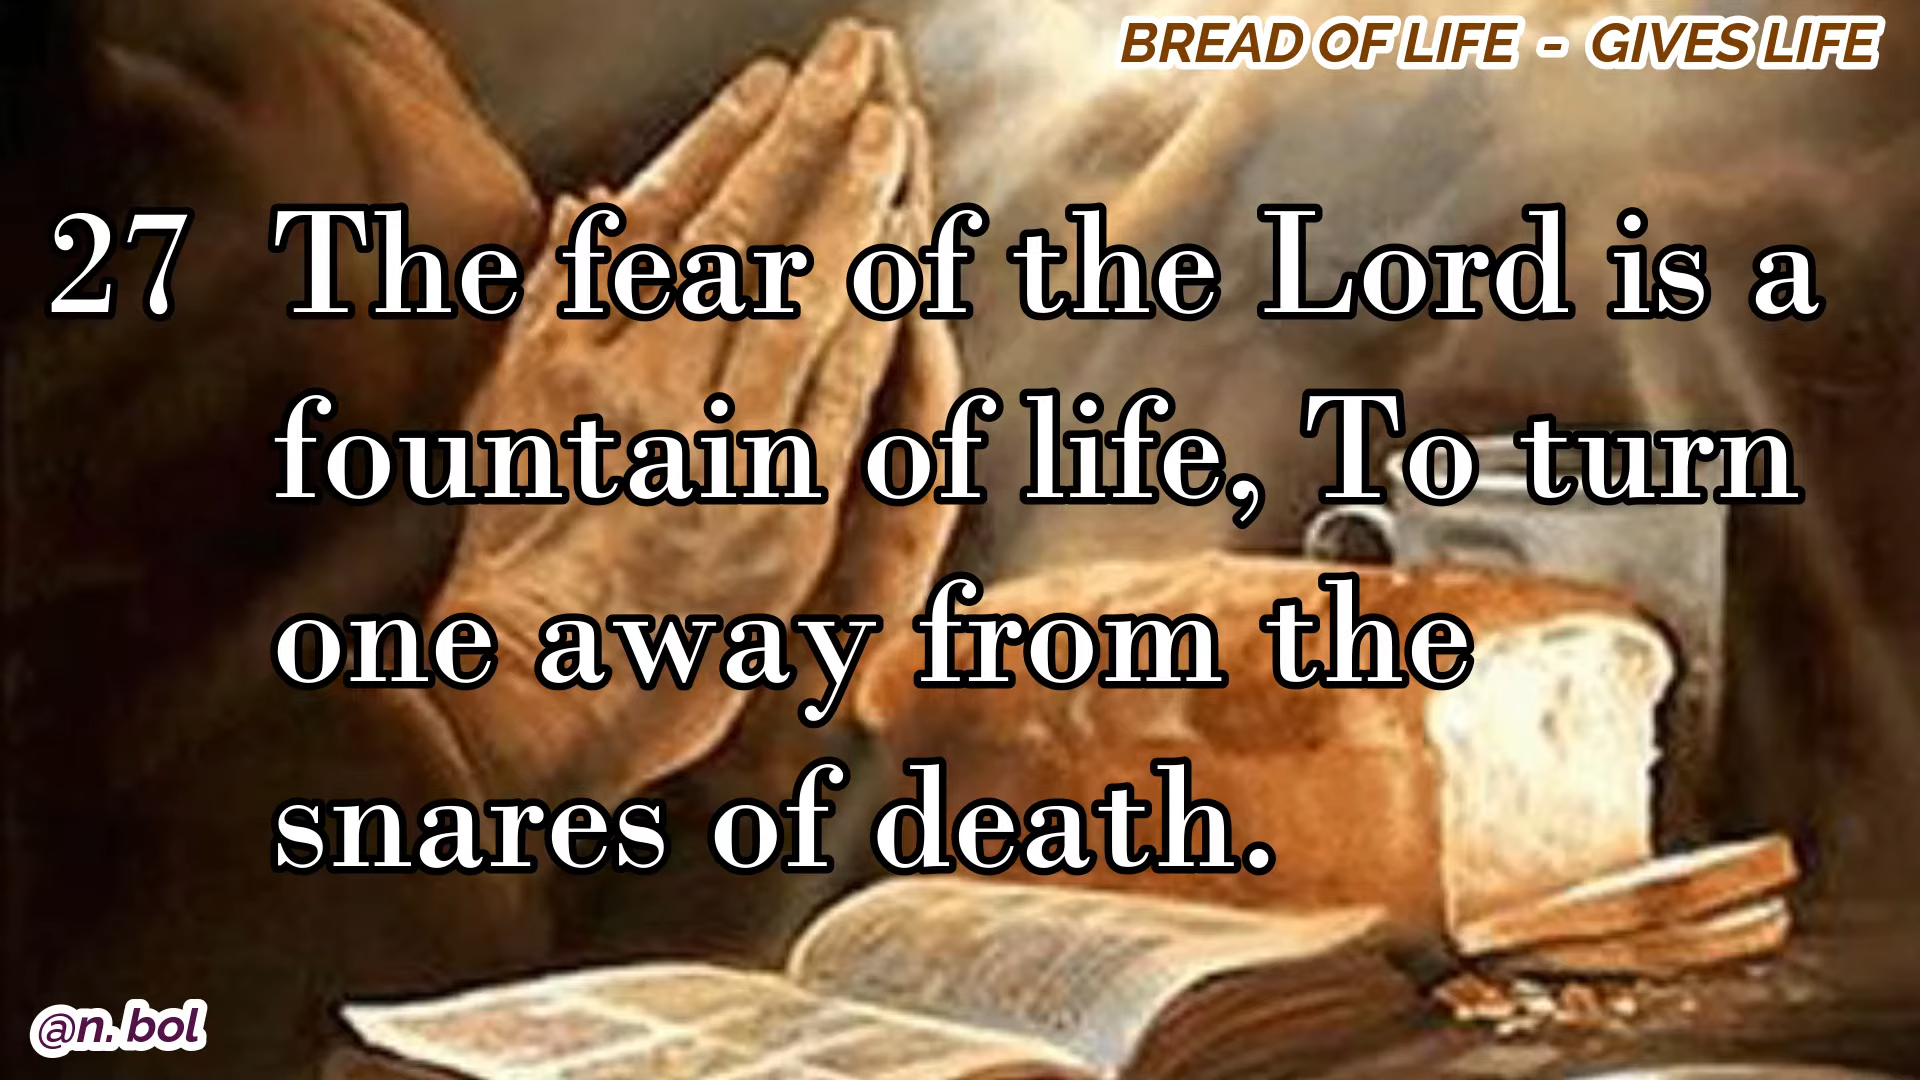 BREAD OF LIFE - GIVES LIFE
27 The fear of the Lord is a
fountain of life, To turn
one away from the
snares of death.
@n. bol